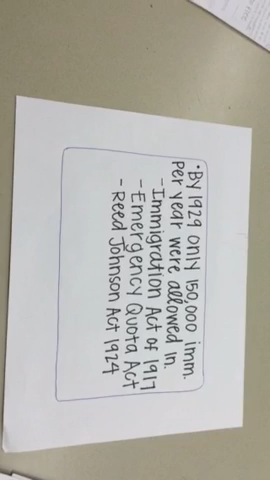 •By 1929 only 150,000 imm.
per year were allowed in.
-Immigration Act of 1917
-Emergency Quota Act
-Reed Johnson Act 1924